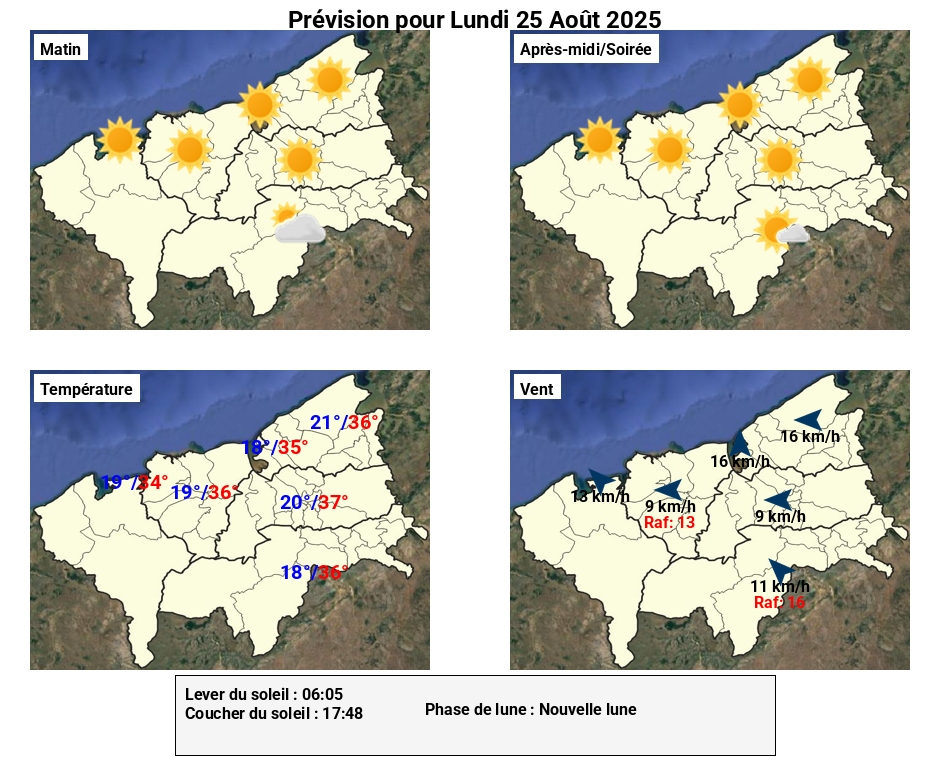 Prévision pour Lundi 25 Août 2025
Matin
Après-midi/Soirée
Température
21°/36°
18°/35°
19°/34°
19°/36°
20°/37°
18°/36°
Vent
16 km/h
16 km/h
13 km/h
9 km/h
Raf: 13
9 km/h
11 km/h
Raf: 16
Lever du soleil : 06:05
Coucher du soleil : 17:48
Phase de lune : Nouvelle lune